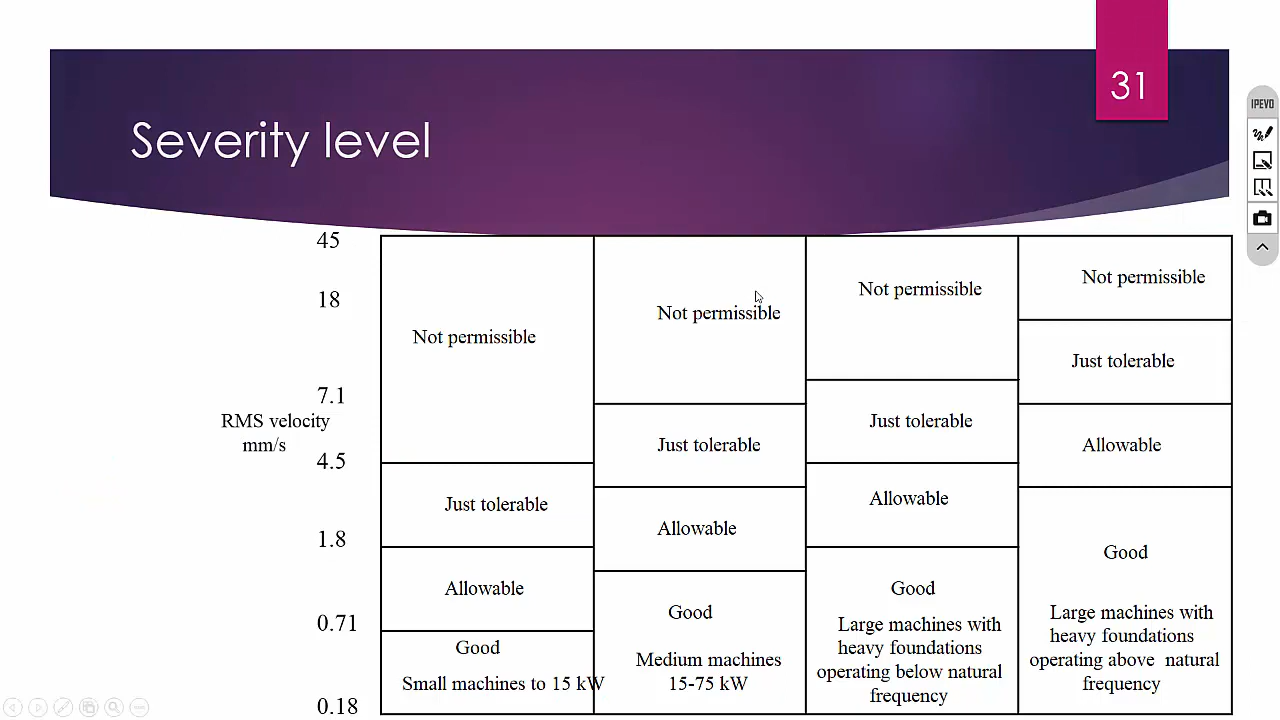 31
IPEVO
Severity level
45
18
7.1
RMS velocity
mm/s
4.5
1.8
0.71
0.18
Not permissible
Just tolerable
Allowable
Good
Small machines to 15 kW
Not permissible
Just tolerable
Allowable
Good
Medium machines
15-75 kW
Not permissible
Just tolerable
Allowable
Good
Large machines with
heavy foundations
operating below natural
frequency
Not permissible
Just tolerable
Allowable
Good
Large machines with
heavy foundations
operating above natural
frequency